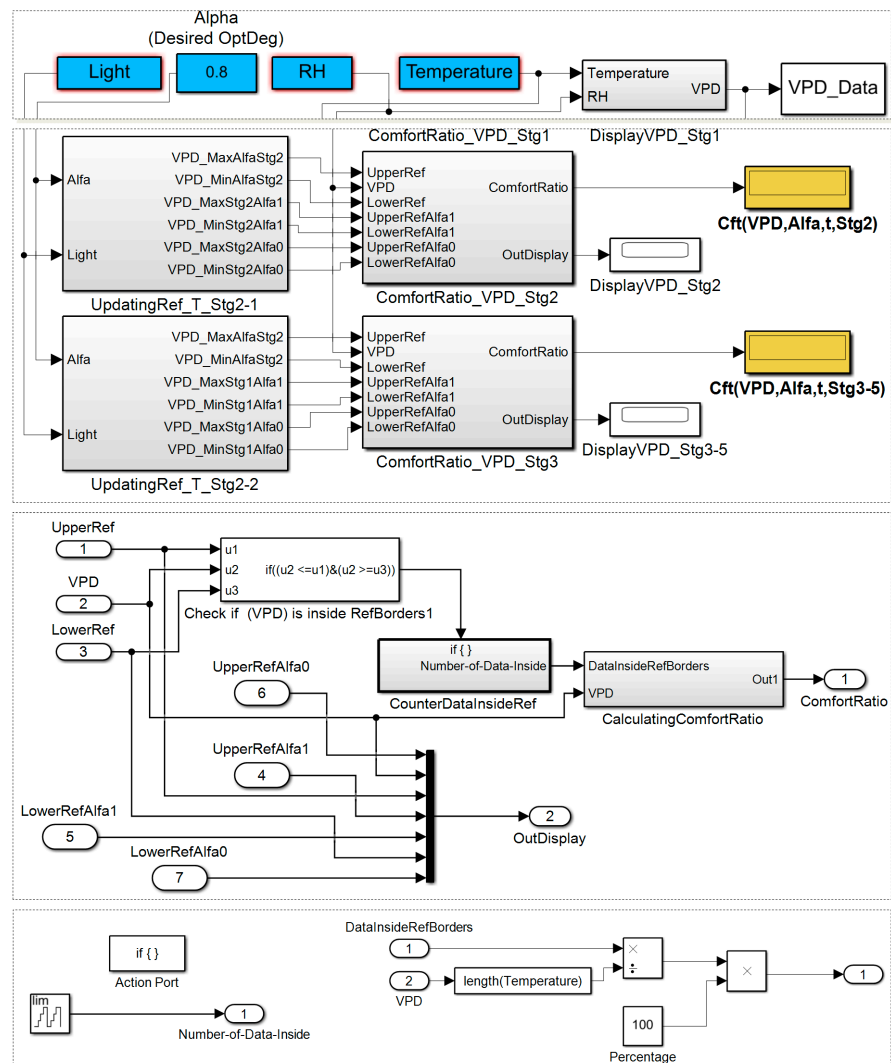 Alpha
(Desired OptDeg)
Light
0.8
RH
Temperature
Temperature
RH
VPD
VPD_Data
ComfortRatio_VPD_Stg1
DisplayVPD_Stg1
Alfa
Light
VPD_MaxAlfaStg2
VPD_MinAlfaStg2
VPD_MaxStg2Alfa1
VPD_MinStg2Alfa1
VPD_MaxStg2Alfa0
VPD_MinStg2Alfa0
UpdatingRef_T_Stg2-1
UpperRef
VPD
LowerRef
UpperRefAlfa1
LowerRefAlfa1
UpperRefAlfa0
LowerRefAlfa0
ComfortRatio
OutDisplay
ComfortRatio_VPD_Stg2
Cft(VPD,Alfa,t,Stg2)
DisplayVPD_Stg2
Alfa
Light
VPD_MaxAlfaStg2
VPD_MinAlfaStg2
VPD_MaxStg1Alfa1
VPD_MinStg1Alfa1
VPD_MaxStg1Alfa0
VPD_MinStg1Alfa0
UpdatingRef_T_Stg2-2
UpperRef
VPD
LowerRef
UpperRefAlfa1
LowerRefAlfa1
UpperRefAlfa0
LowerRefAlfa0
ComfortRatio
OutDisplay
ComfortRatio_VPD_Stg3
Cft(VPD,Alfa,t,Stg3-5)
DisplayVPD_Stg3-5
UpperRef
1
VPD
2
LowerRef
3
u1
u2
u3
if((u2 <=u1)&(u2 >=u3))
Check if (VPD) is inside RefBorders1
if { }
Number-of-Data-Inside
CounterDataInsideRef
DataInsideRefBorders
VPD
Out1
CalculatingComfortRatio
1
ComfortRatio
UpperRefAlfa0
6
UpperRefAlfa1
4
LowerRefAlfa1
5
LowerRefAlfa0
7
2
OutDisplay
if { }
Action Port
lim
1
Number-of-Data-Inside
DataInsideRefBorders
1
2
VPD
length(Temperature)
×
÷
100
Percentage
×
1